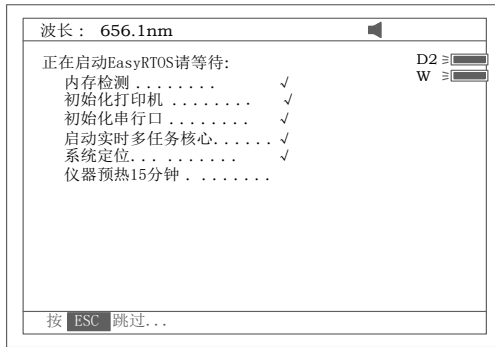 波长： 656.1nm
正在启动EasyRTOS请等待:
D2
内存检测 ........ √
W
初始化打印机 ........ √
初始化串行口 ........ √
启动实时多任务核心...... √
系统定位... ........ √
仪器预热15分钟 ........
按 ESC 跳过...